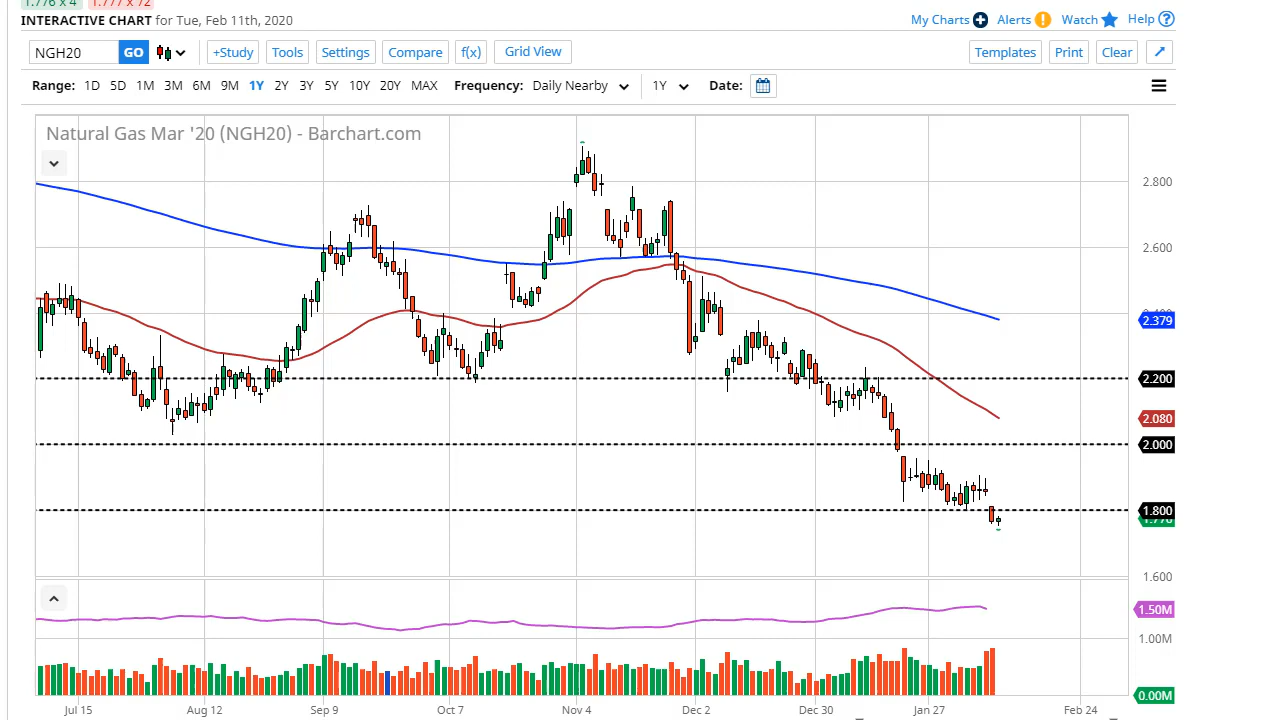 1.776 x 4 1.777 x 72
INTERACTIVE CHART for Tue, Feb 11th, 2020
My Charts Alerts Watch Help
NGH20 GO +Study Tools Settings Compare f(x) Grid View Templates Print Clear
Range: 1D 5D 1M 3M 6M 9M 1Y 2Y 3Y 5Y 10Y 20Y MAX Frequency: Daily Nearby 1Y Date:
Natural Gas Mar '20 (NGH20) - Barchart.com
2.800
2.600
2.379
2.200
2.080
2.000
1.800
1.776
1.600
1.50M
1.00M
0.00M
Jul 15 Aug 12 Sep 9 Oct 7 Nov 4 Dec 2 Dec 30 Jan 27 Feb 24